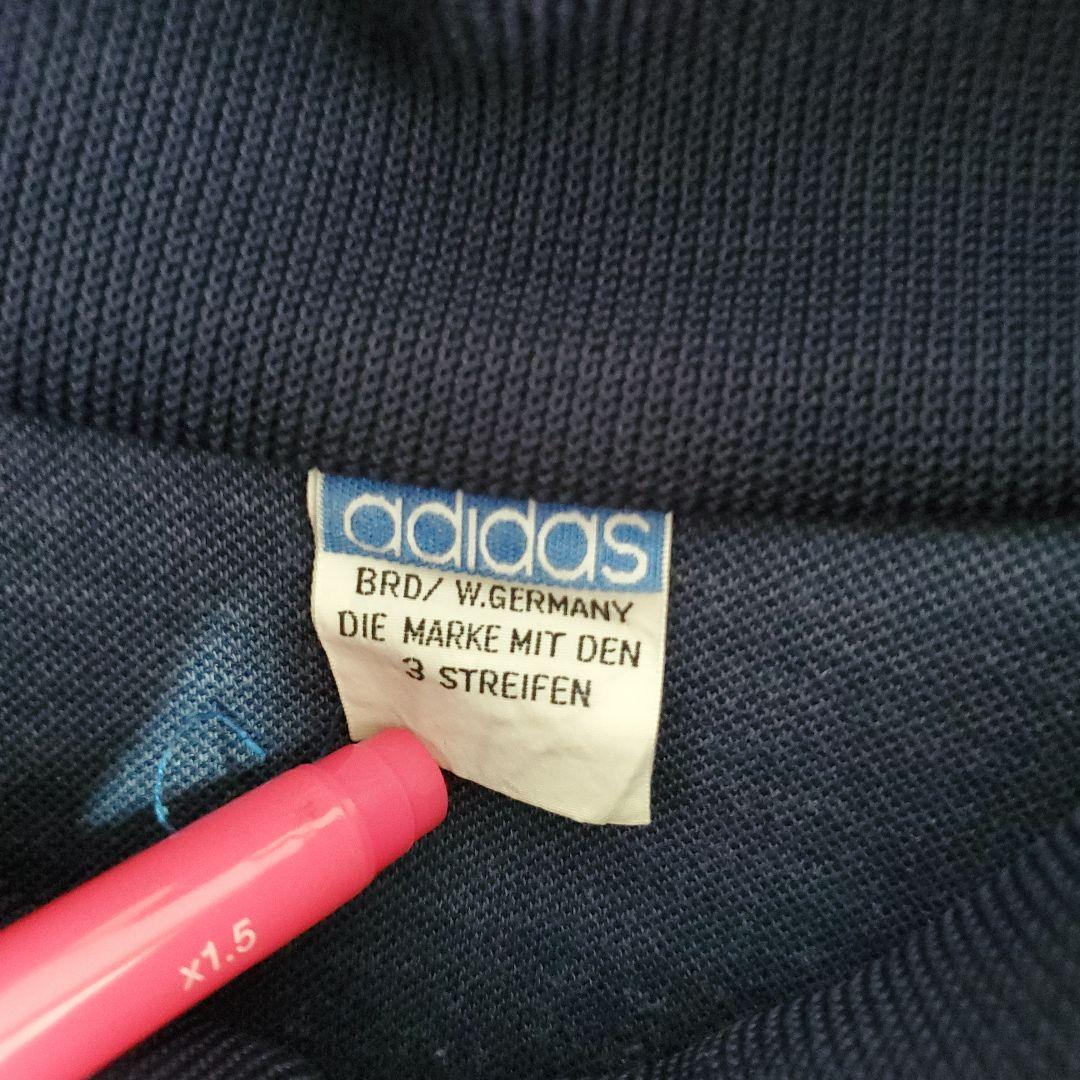 adidas
BRD/ W.GERMANY
DIE MARKE MIT DEN
3 STREIFEN
x1.5